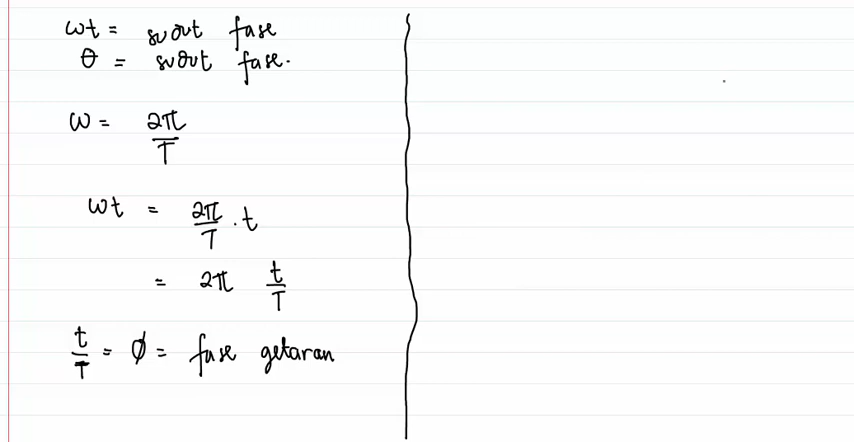 ωt = sudut fase
θ = sudut fase.
ω = 2π/T
ωt = 2π/T . t
= 2π t/T
t/T = ϕ = fase getaran